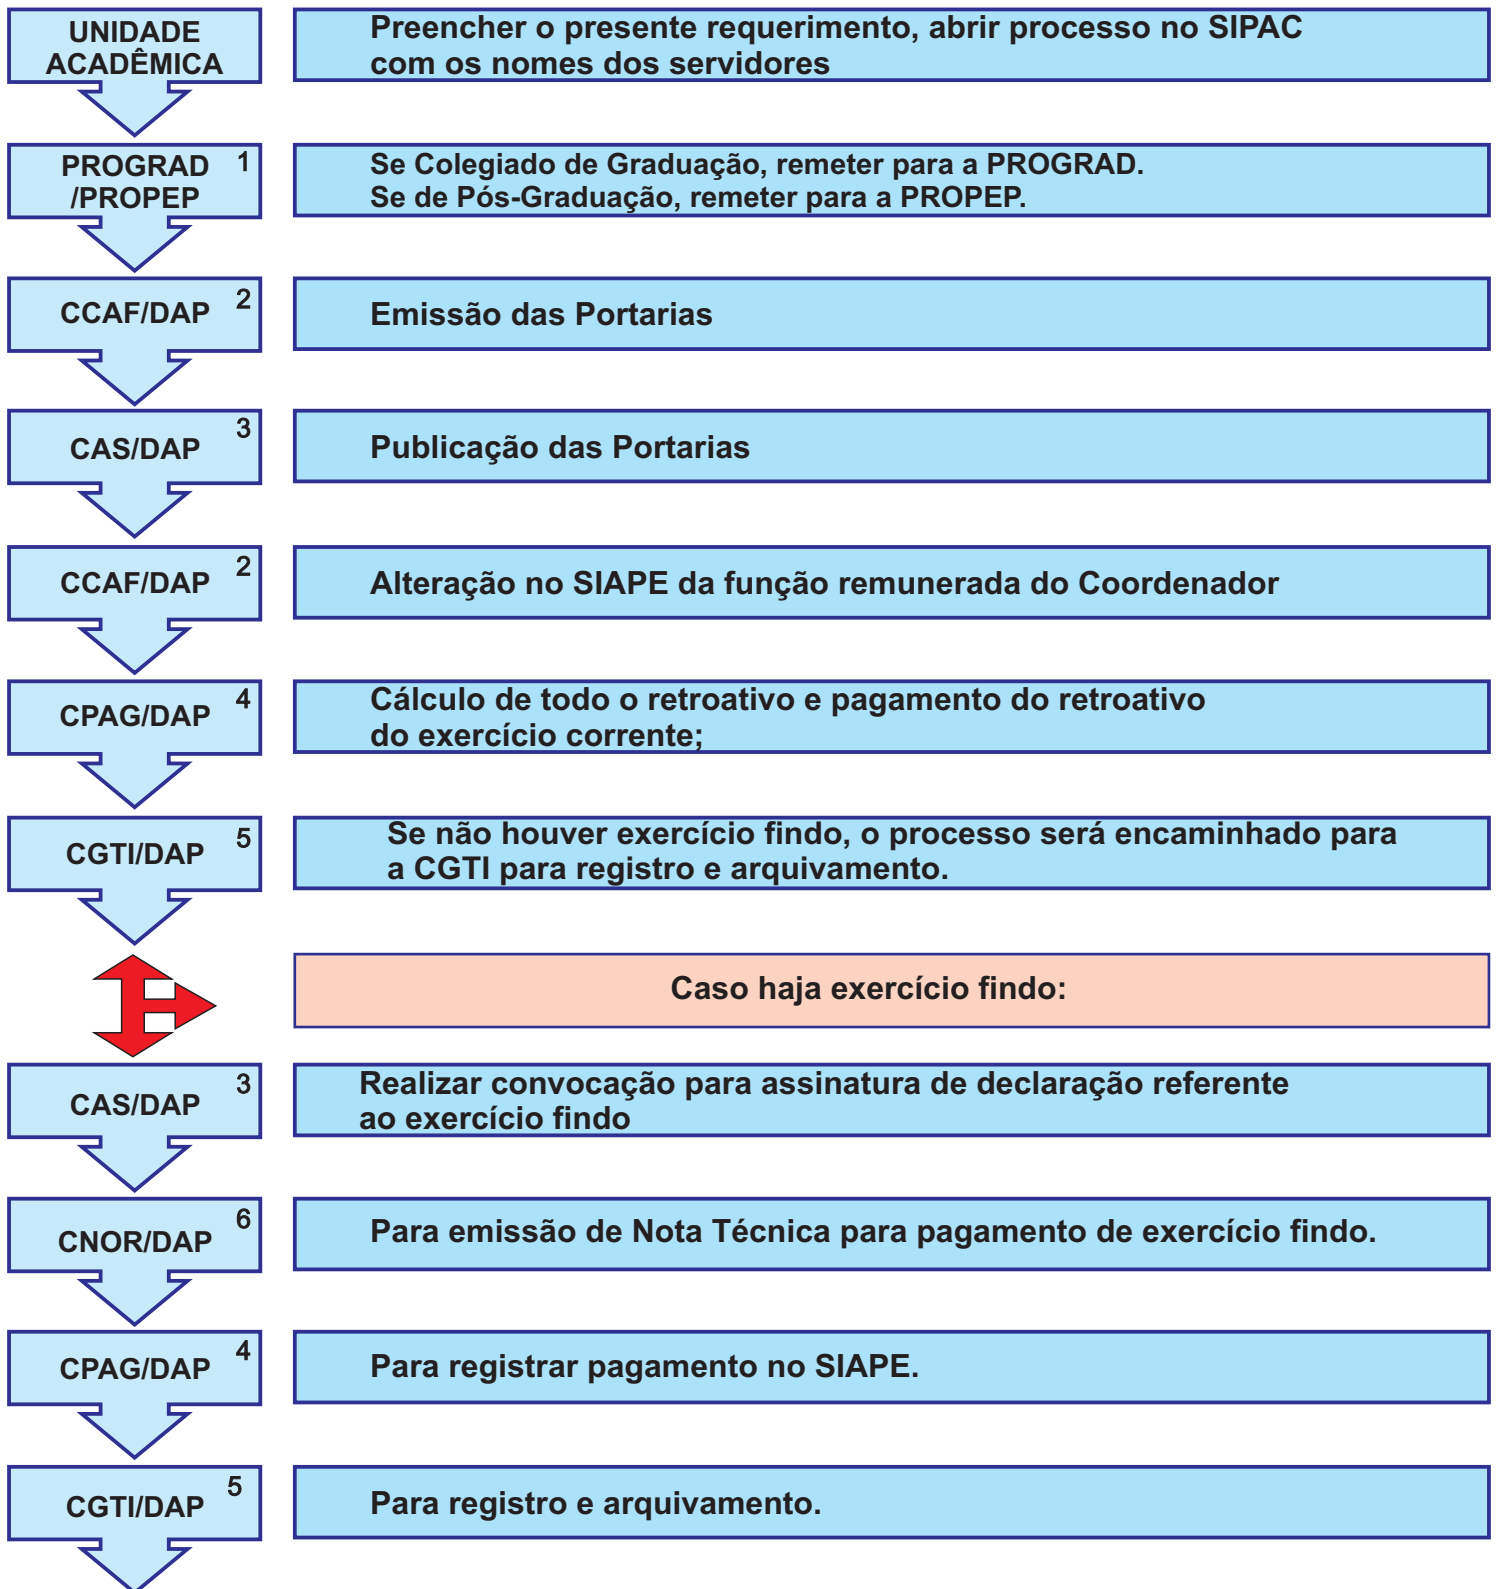 UNIDADE
ACADÊMICA
Preencher o presente requerimento, abrir processo no SIPAC
com os nomes dos servidores
PROGRAD 1
/PROPEP
Se Colegiado de Graduação, remeter para a PROGRAD.
Se de Pós-Graduação, remeter para a PROPEP.
CCAF/DAP 2
Emissão das Portarias
CAS/DAP 3
Publicação das Portarias
CCAF/DAP 2
Alteração no SIAPE da função remunerada do Coordenador
CPAG/DAP 4
Cálculo de todo o retroativo e pagamento do retroativo
do exercício corrente;
CGTI/DAP 5
Se não houver exercício findo, o processo será encaminhado para
a CGTI para registro e arquivamento.
Caso haja exercício findo:
CAS/DAP 3
Realizar convocação para assinatura de declaração referente
ao exercício findo
CNOR/DAP 6
Para emissão de Nota Técnica para pagamento de exercício findo.
CPAG/DAP 4
Para registrar pagamento no SIAPE.
CGTI/DAP 5
Para registro e arquivamento.